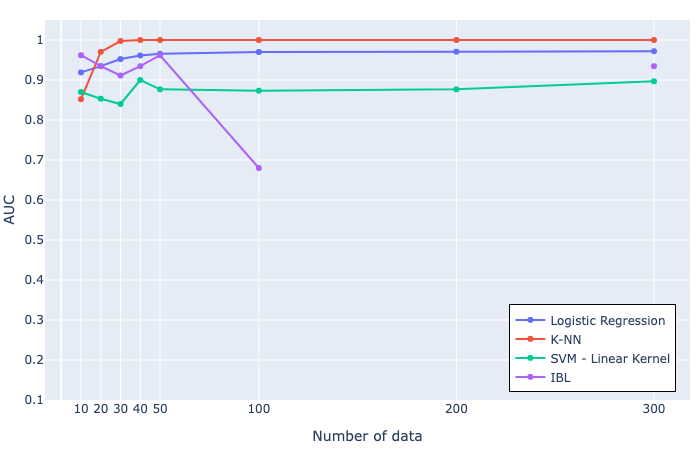 1
0.9
0.8
0.7
0.6
0.5
0.4
0.3
0.2
0.1
AUC
10 20 30 40 50 100 200 300
Number of data
Logistic Regression
K-NN
SVM - Linear Kernel
IBL